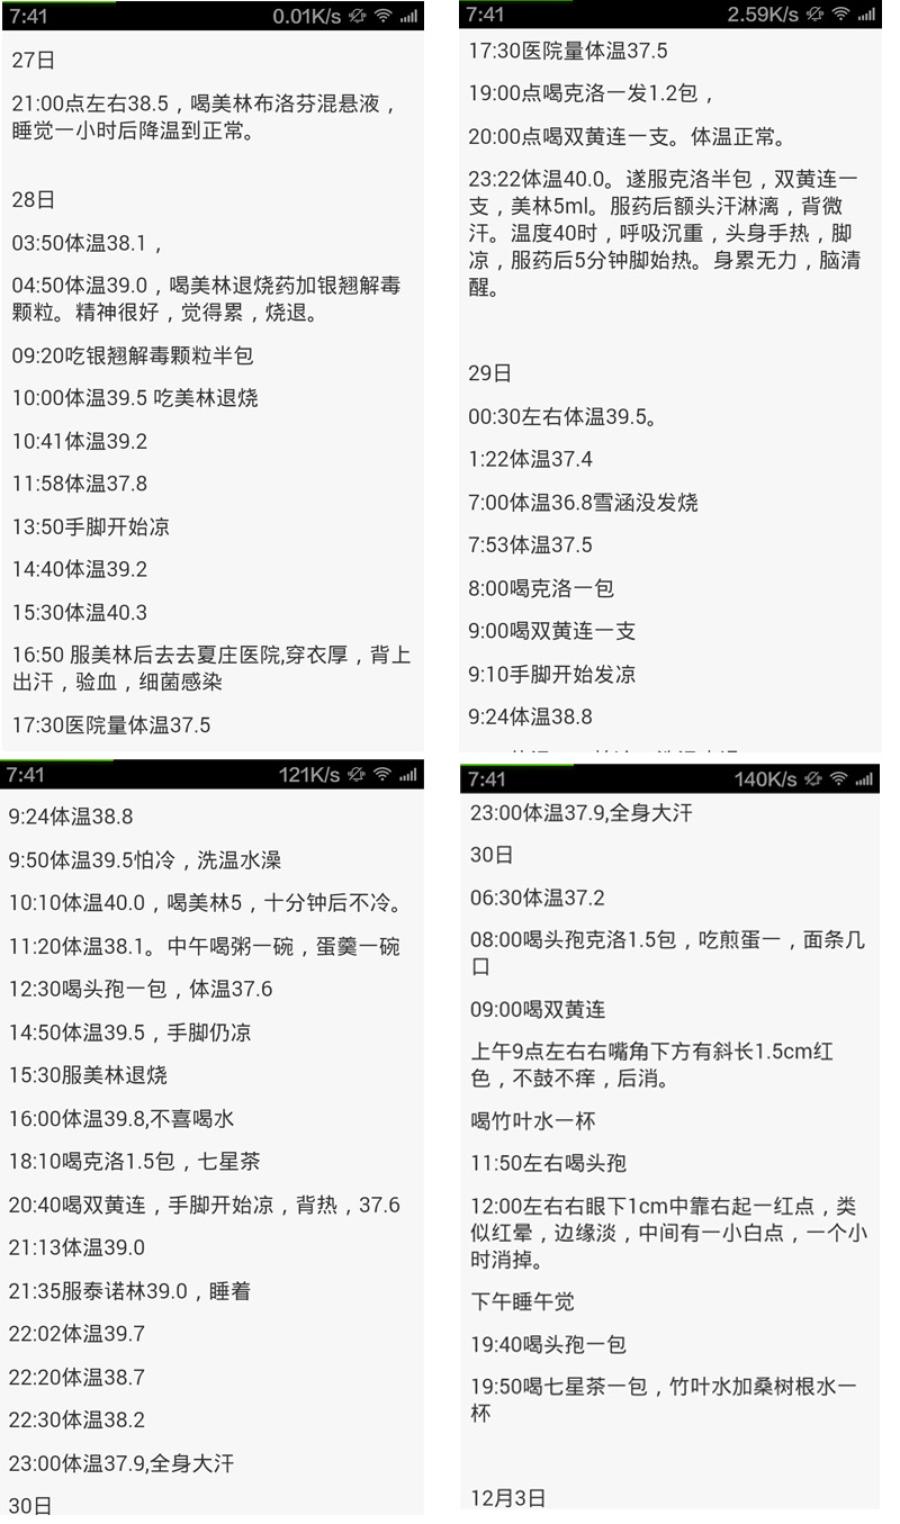 7:41 0.01K/s
27日
21:00点左右38.5，喝美林布洛芬混悬液，
睡觉一小时后降温到正常。
28日
03:50体温38.1，
04:50体温39.0，喝美林退烧药加银翘解毒
颗粒。精神很好，觉得累，烧退。
09:20吃银翘解毒颗粒半包
10:00体温39.5 吃美林退烧
10:41体温39.2
11:58体温37.8
13:50手脚开始凉
14:40体温39.2
15:30体温40.3
16:50 服美林后去去夏庄医院,穿衣厚，背上
出汗，验血，细菌感染
17:30医院量体温37.5
7:41 2.59K/s
17:30医院量体温37.5
19:00点喝克洛一发1.2包，
20:00点喝双黄连一支。体温正常。
23:22体温40.0。遂服克洛半包，双黄连一
支，美林5ml。服药后额头汗淋漓，背微
汗。温度40时，呼吸沉重，头身手热，脚
凉，服药后5分钟脚始热。身累无力，脑清
醒。
29日
00:30左右体温39.5。
1:22体温37.4
7:00体温36.8雪涵没发烧
7:53体温37.5
8:00喝克洛一包
9:00喝双黄连一支
9:10手脚开始发凉
9:24体温38.8
7:41 121K/s
9:24体温38.8
9:50体温39.5怕冷，洗温水澡
10:10体温40.0，喝美林5，十分钟后不冷。
11:20体温38.1。中午喝粥一碗，蛋羹一碗
12:30喝头孢一包，体温37.6
14:50体温39.5，手脚仍凉
15:30服美林退烧
16:00体温39.8,不喜喝水
18:10喝克洛1.5包，七星茶
20:40喝双黄连，手脚开始凉，背热，37.6
21:13体温39.0
21:35服泰诺林39.0，睡着
22:02体温39.7
22:20体温38.7
22:30体温38.2
23:00体温37.9,全身大汗
30日
7:41 140K/s
23:00体温37.9,全身大汗
30日
06:30体温37.2
08:00喝头孢克洛1.5包，吃煎蛋一，面条几
口
09:00喝双黄连
上午9点左右右嘴角下方有斜长1.5cm红
色，不鼓不痒，后消。
喝竹叶水一杯
11:50左右喝头孢
12:00左右右眼下1cm中靠右起一红点，类
似红晕，边缘淡，中间有一小白点，一个小
时消掉。
下午睡午觉
19:40喝头孢一包
19:50喝七星茶一包，竹叶水加桑树根水一
杯
12月3日